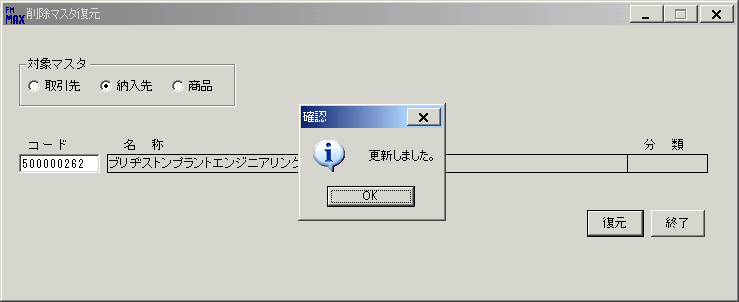 FM MAX 削除マスタ復元
対象マスタ
取引先 納入先 商品
確認
更新しました。
OK
コード 名 称 分 類
500000262 ブリヂストンプラントエンジニアリング
復元 終了